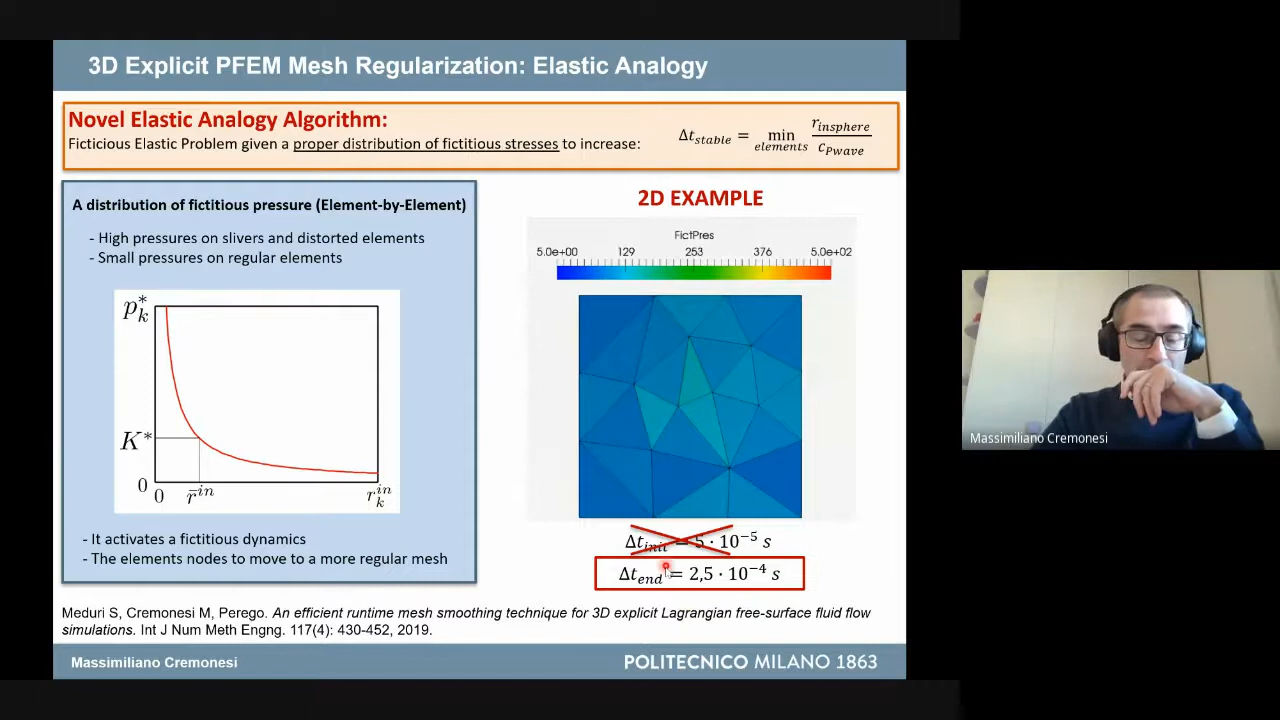 3D Explicit PFEM Mesh Regularization: Elastic Analogy
Novel Elastic Analogy Algorithm:
Ficticious Elastic Problem given a proper distribution of fictitious stresses to increase:
Δt_stable = min_elements r_insphere / c_Pwave
A distribution of fictitious pressure (Element-by-Element)
- High pressures on slivers and distorted elements
- Small pressures on regular elements
p*_k
K*
0
0 r̄^in r_k^in
- It activates a fictitious dynamics
- The elements nodes to move to a more regular mesh
2D EXAMPLE
FictPres
5.0e+00 129 253 376 5.0e+02
Δt_init = 5 · 10^-5 s
Δt_end = 2,5 · 10^-4 s
Meduri S, Cremonesi M, Perego. An efficient runtime mesh smoothing technique for 3D explicit Lagrangian free-surface fluid flow
simulations. Int J Num Meth Engng. 117(4): 430-452, 2019.
Massimiliano Cremonesi
POLITECNICO MILANO 1863
Massimiliano Cremonesi